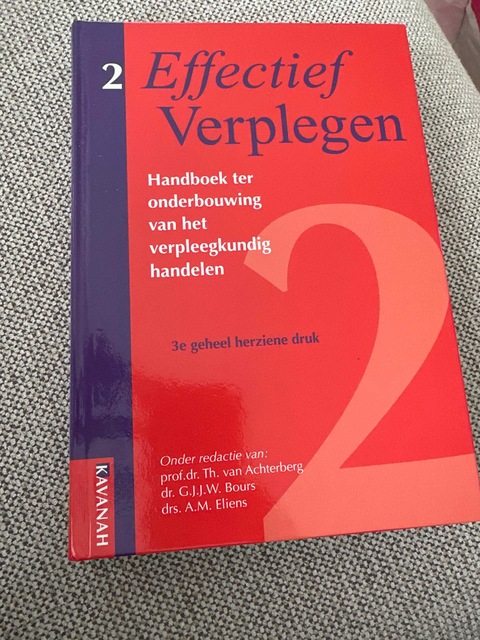 2
Effectief
Verplegen
Handboek ter
onderbouwing
van het
verpleegkundig
handelen
2
3e geheel herziene druk
Onder redactie van:
prof.dr. Th. van Achterberg
dr. G.J.J.W. Bours
drs. A.M. Eliens
KAVANAH